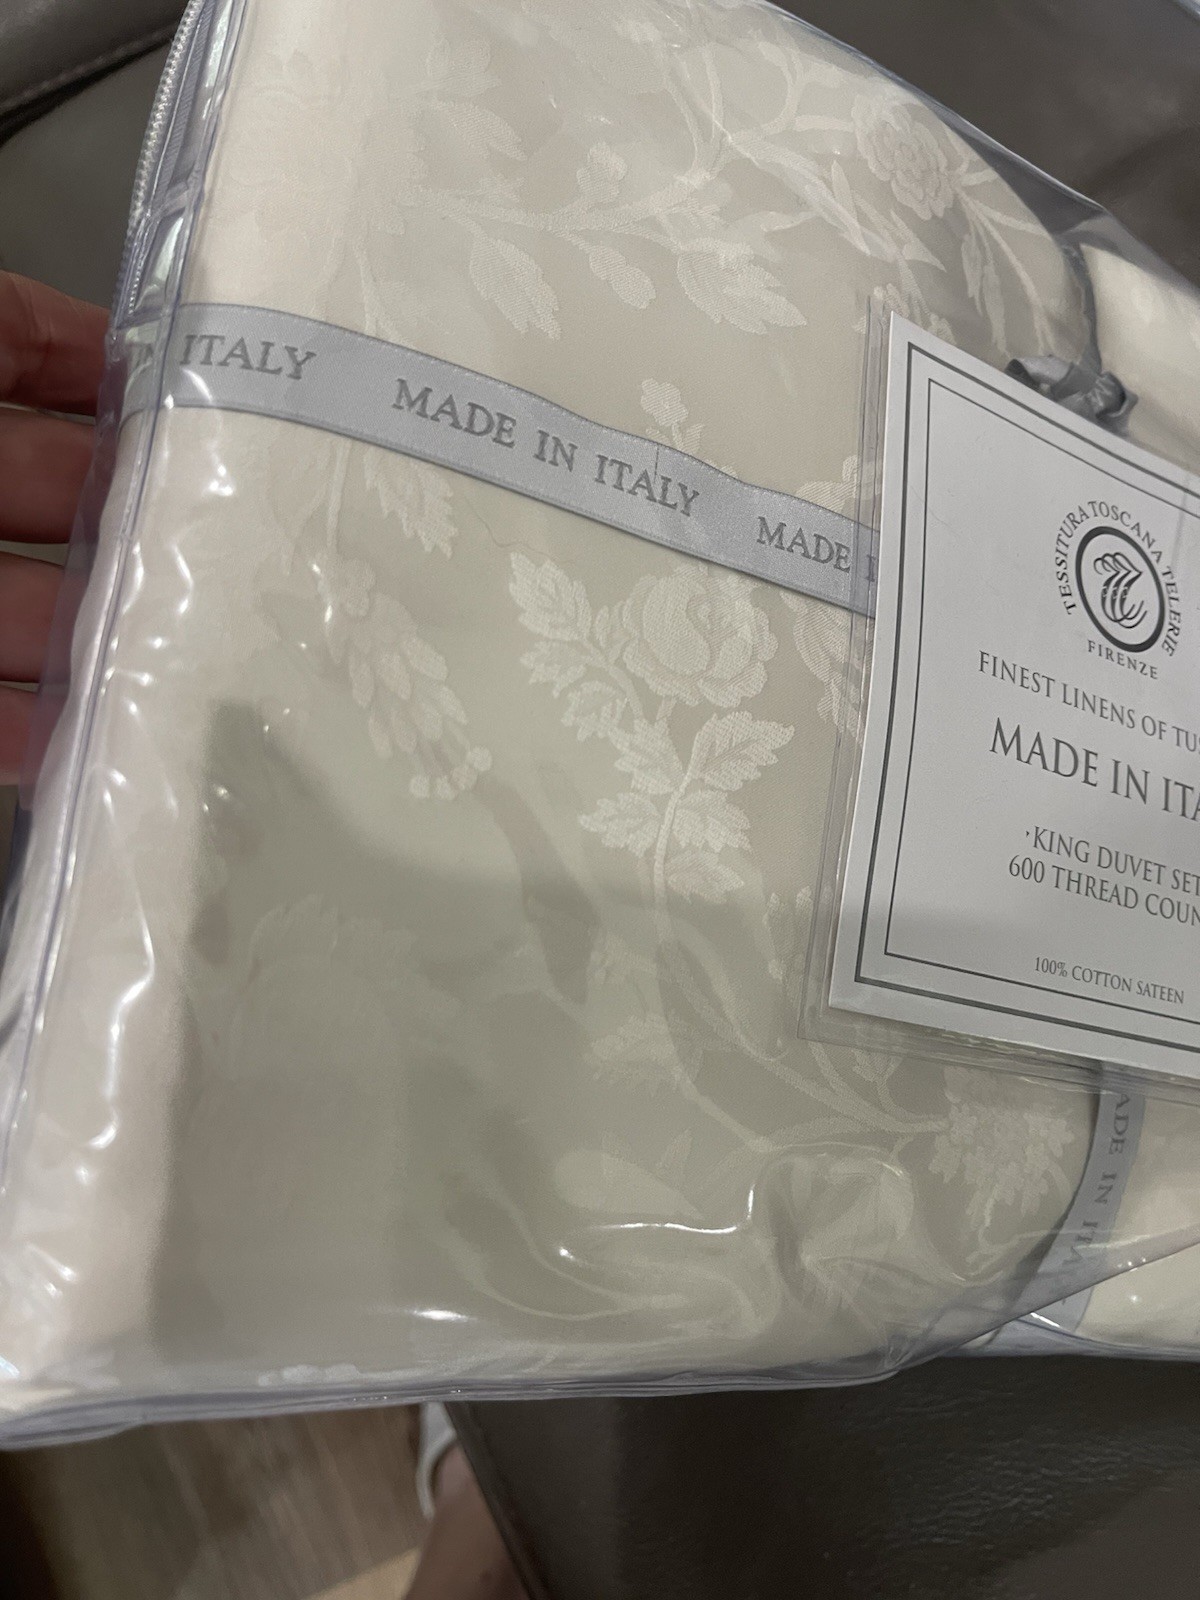 ITALY MADE IN ITALY MADE
TESSITURA TOSCANA TELERIE
FIRENZE
FINEST LINENS OF TUS
MADE IN ITA
KING DUVET SET
600 THREAD COUN
100% COTTON SATEEN
ADE IN ITA